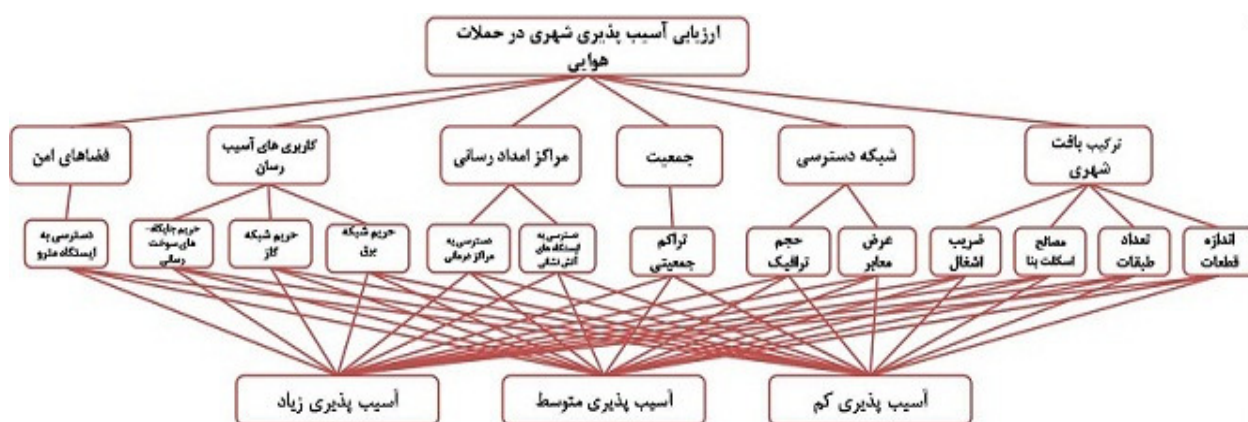 ارزیابی آسیب پذیری شهری در حملات
هوایی
ترکیب بافت
شهری
شبکه دسترسی
جمعیت
مراکز امداد رسانی
کاربری های آسیب
رسان
فضاهای امن
اندازه
قطعات
تعداد
طبقات
مصالح
اسکلت بنا
ضریب
اشغال
عرض
معابر
حجم
ترافیک
تراکم
جمعیتی
دسترسی به
ایستگاه های
آتش نشانی
دسترسی به
مراکز درمانی
حریم شبکه
برق
حریم شبکه
گاز
حریم جایگاه-
های سوخت
رسانی
دسترسی به
ایستگاه مترو
آسیب پذیری کم
آسیب پذیری متوسط
آسیب پذیری زیاد